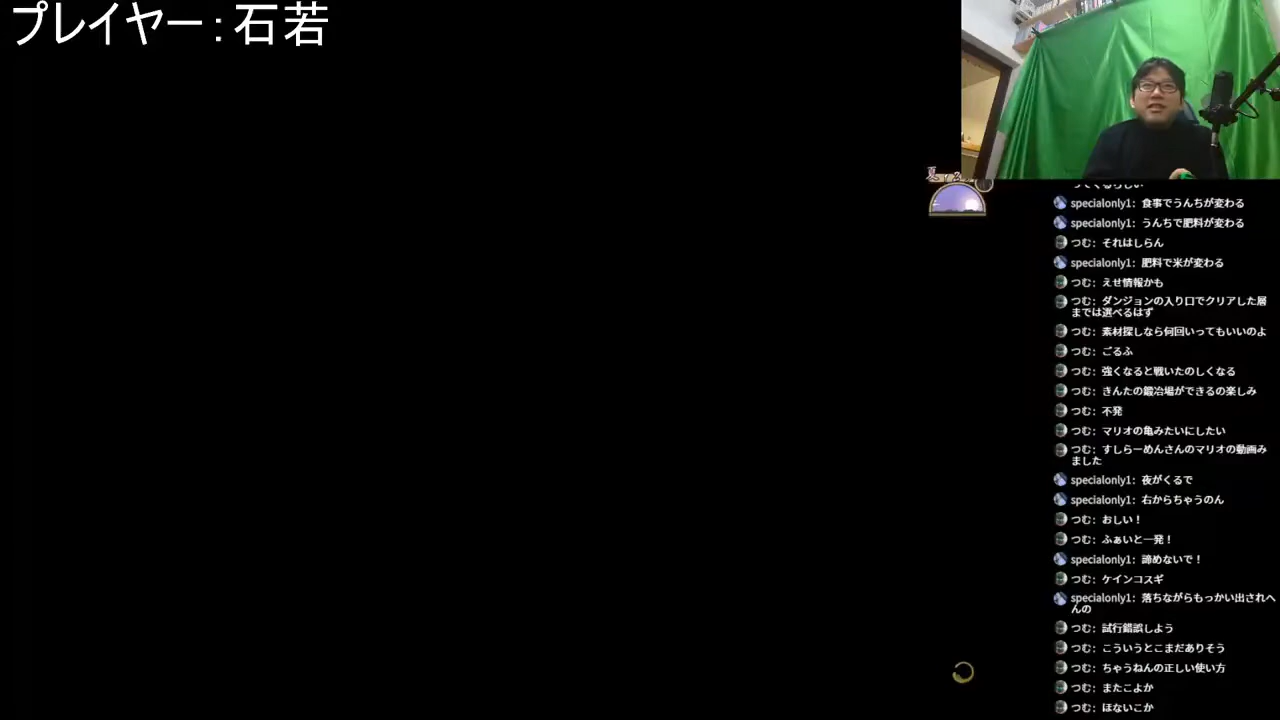 プレイヤー：石若
ってくるらしい
specialonly1: 食事でうんちが変わる
specialonly1: うんちで肥料が変わる
つむ: それはしらん
specialonly1: 肥料で米が変わる
つむ: えせ情報かも
つむ: ダンジョンの入り口でクリアした層
までは選べるはず
つむ: 素材探しなら何回いってもいいのよ
つむ: ごるふ
つむ: 強くなると戦いたのしくなる
つむ: きんたの鍛冶場ができるの楽しみ
つむ: 不発
つむ: マリオの亀みたいにしたい
つむ: すしらーめんさんのマリオの動画み
ました
specialonly1: 夜がくるで
specialonly1: 右からちゃうのん
つむ: おしい！
つむ: ふぁいと一発！
specialonly1: 諦めないで！
つむ: ケインコスギ
specialonly1: 落ちながらもっかい出されへ
んの
つむ: 試行錯誤しよう
つむ: こういうとこまだありそう
つむ: ちゃうねんの正しい使い方
つむ: またこよか
つむ: ほないこか